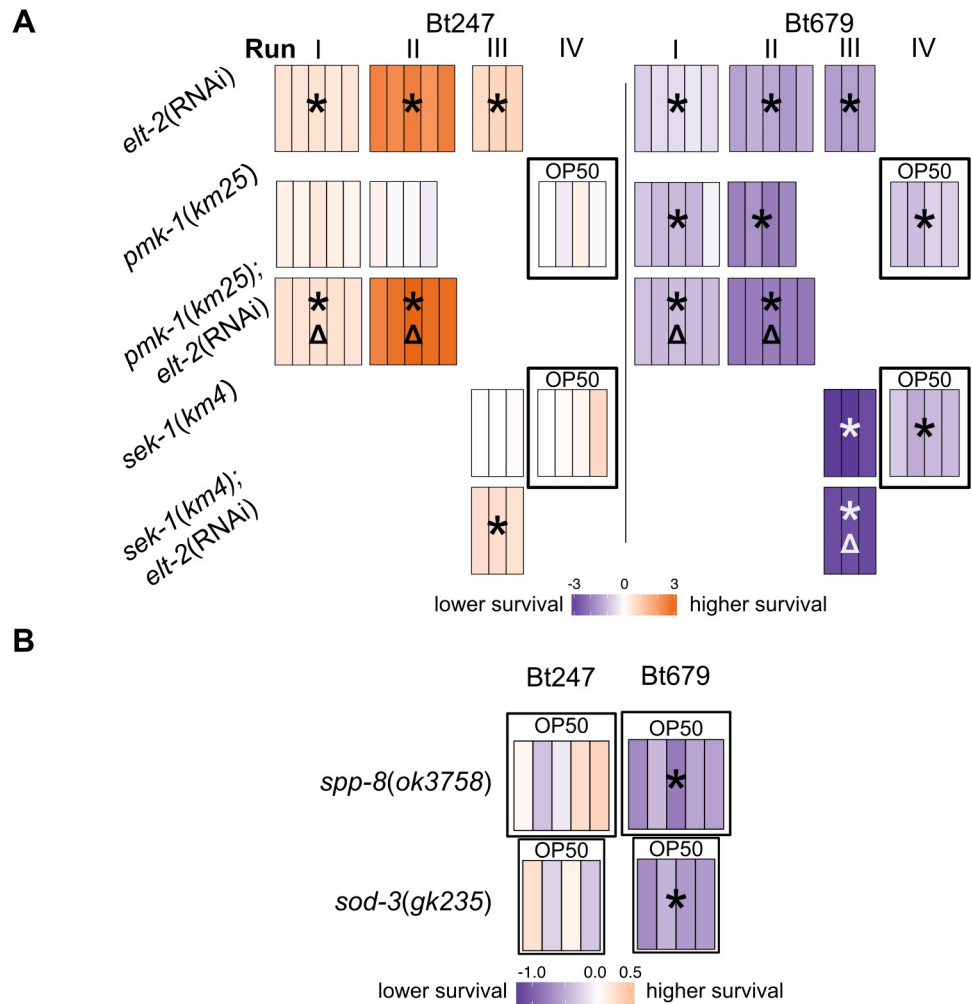 A
Bt247 Bt679
Run I II III IV I II III IV
elt-2(RNAi)
* * * * * *
pmk-1(km25)
OP50 OP50
* * *
pmk-1(km25);
elt-2(RNAi)
* * * *
Δ Δ Δ Δ
sek-1(km4)
OP50 OP50
* *
sek-1(km4);
elt-2(RNAi)
* *
Δ
-3 0 3
lower survival higher survival
B
Bt247 Bt679
OP50 OP50
spp-8(ok3758)
*
OP50 OP50
sod-3(gk235)
*
-1.0 0.0 0.5
lower survival higher survival